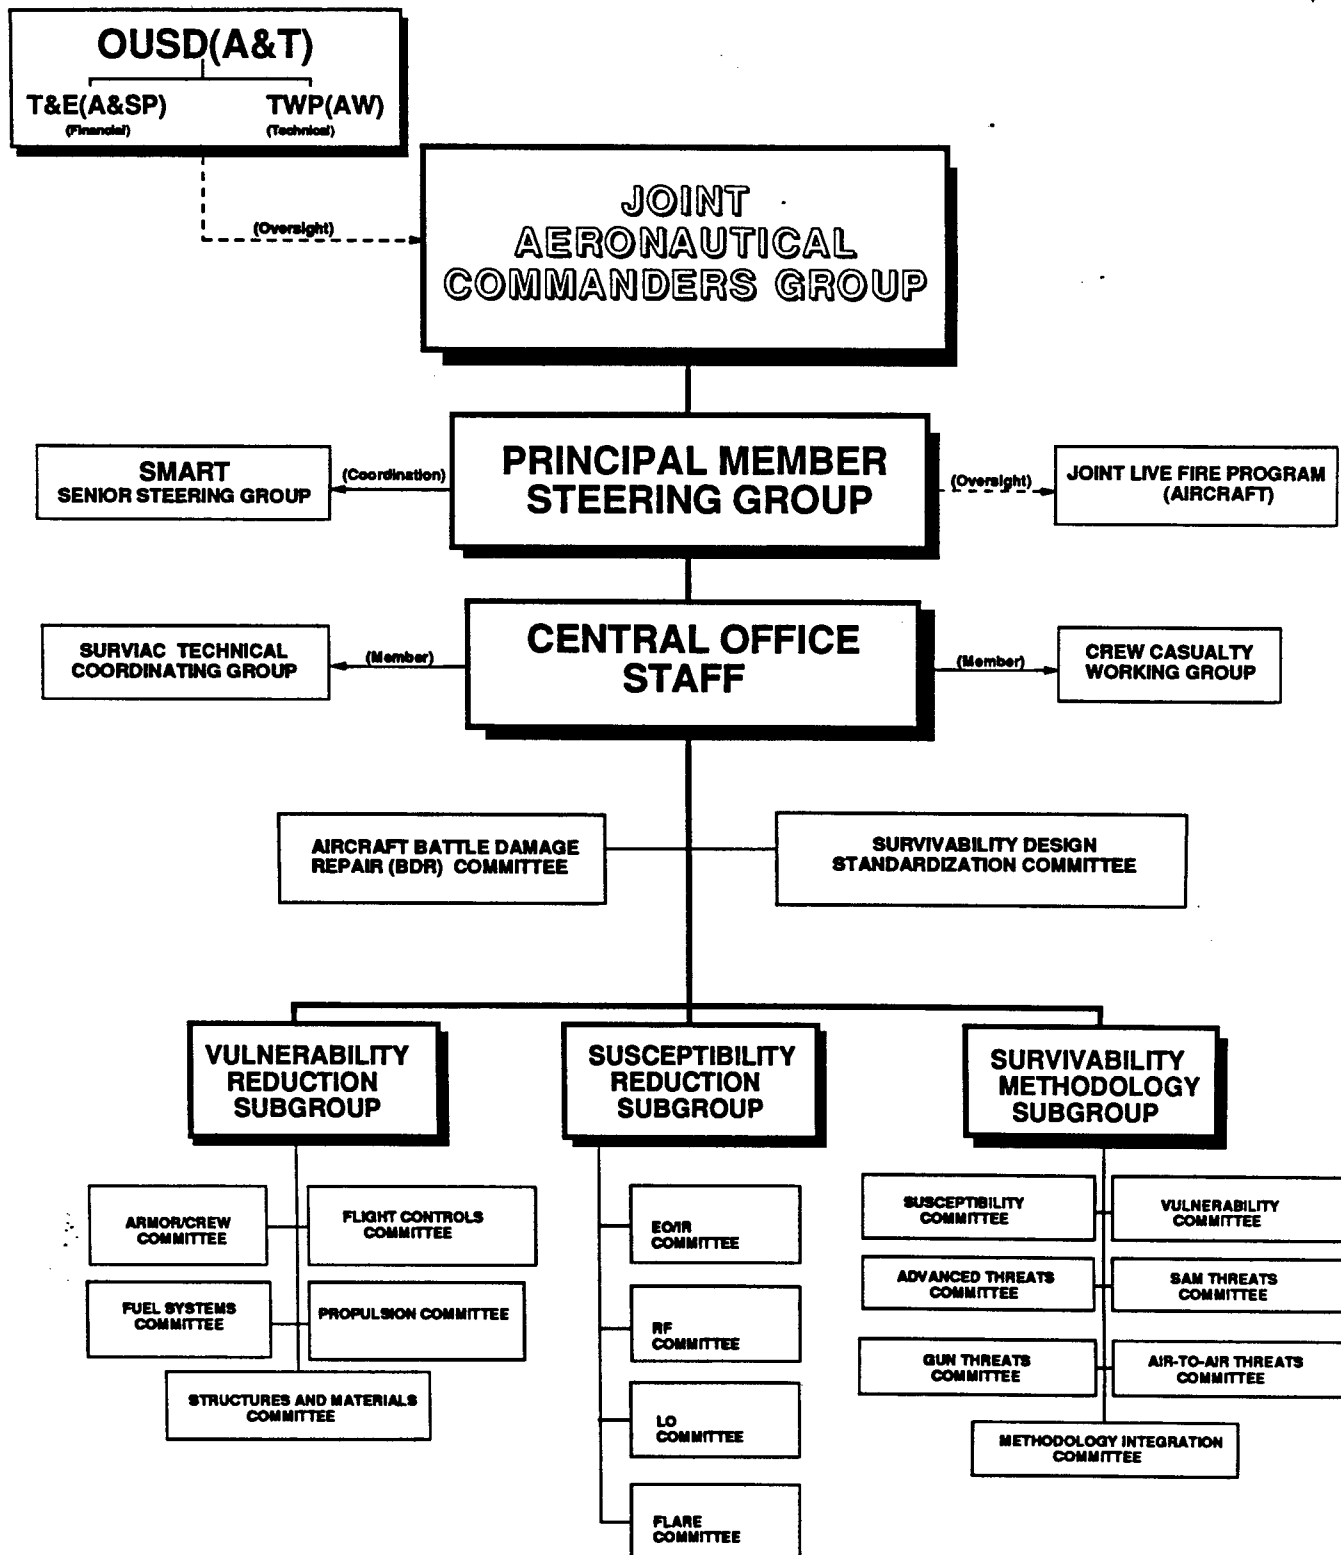 OUSD(A&T)
T&E(A&SP)
(Financial)
TWP(AW)
(Technical)
(Oversight)
JOINT
AERONAUTICAL
COMMANDERS GROUP
SMART
SENIOR STEERING GROUP
(Coordination)
PRINCIPAL MEMBER
STEERING GROUP
(Oversight)
JOINT LIVE FIRE PROGRAM
(AIRCRAFT)
SURVIAC TECHNICAL
COORDINATING GROUP
(Member)
CENTRAL OFFICE
STAFF
(Member)
CREW CASUALTY
WORKING GROUP
AIRCRAFT BATTLE DAMAGE
REPAIR (BDR) COMMITTEE
SURVIVABILITY DESIGN
STANDARDIZATION COMMITTEE
VULNERABILITY
REDUCTION
SUBGROUP
SUSCEPTIBILITY
REDUCTION
SUBGROUP
SURVIVABILITY
METHODOLOGY
SUBGROUP
ARMOR/CREW
COMMITTEE
FLIGHT CONTROLS
COMMITTEE
FUEL SYSTEMS
COMMITTEE
PROPULSION COMMITTEE
STRUCTURES AND MATERIALS
COMMITTEE
EO/IR
COMMITTEE
RF
COMMITTEE
LO
COMMITTEE
FLARE
COMMITTEE
SUSCEPTIBILITY
COMMITTEE
VULNERABILITY
COMMITTEE
ADVANCED THREATS
COMMITTEE
SAM THREATS
COMMITTEE
GUN THREATS
COMMITTEE
AIR-TO-AIR THREATS
COMMITTEE
METHODOLOGY INTEGRATION
COMMITTEE